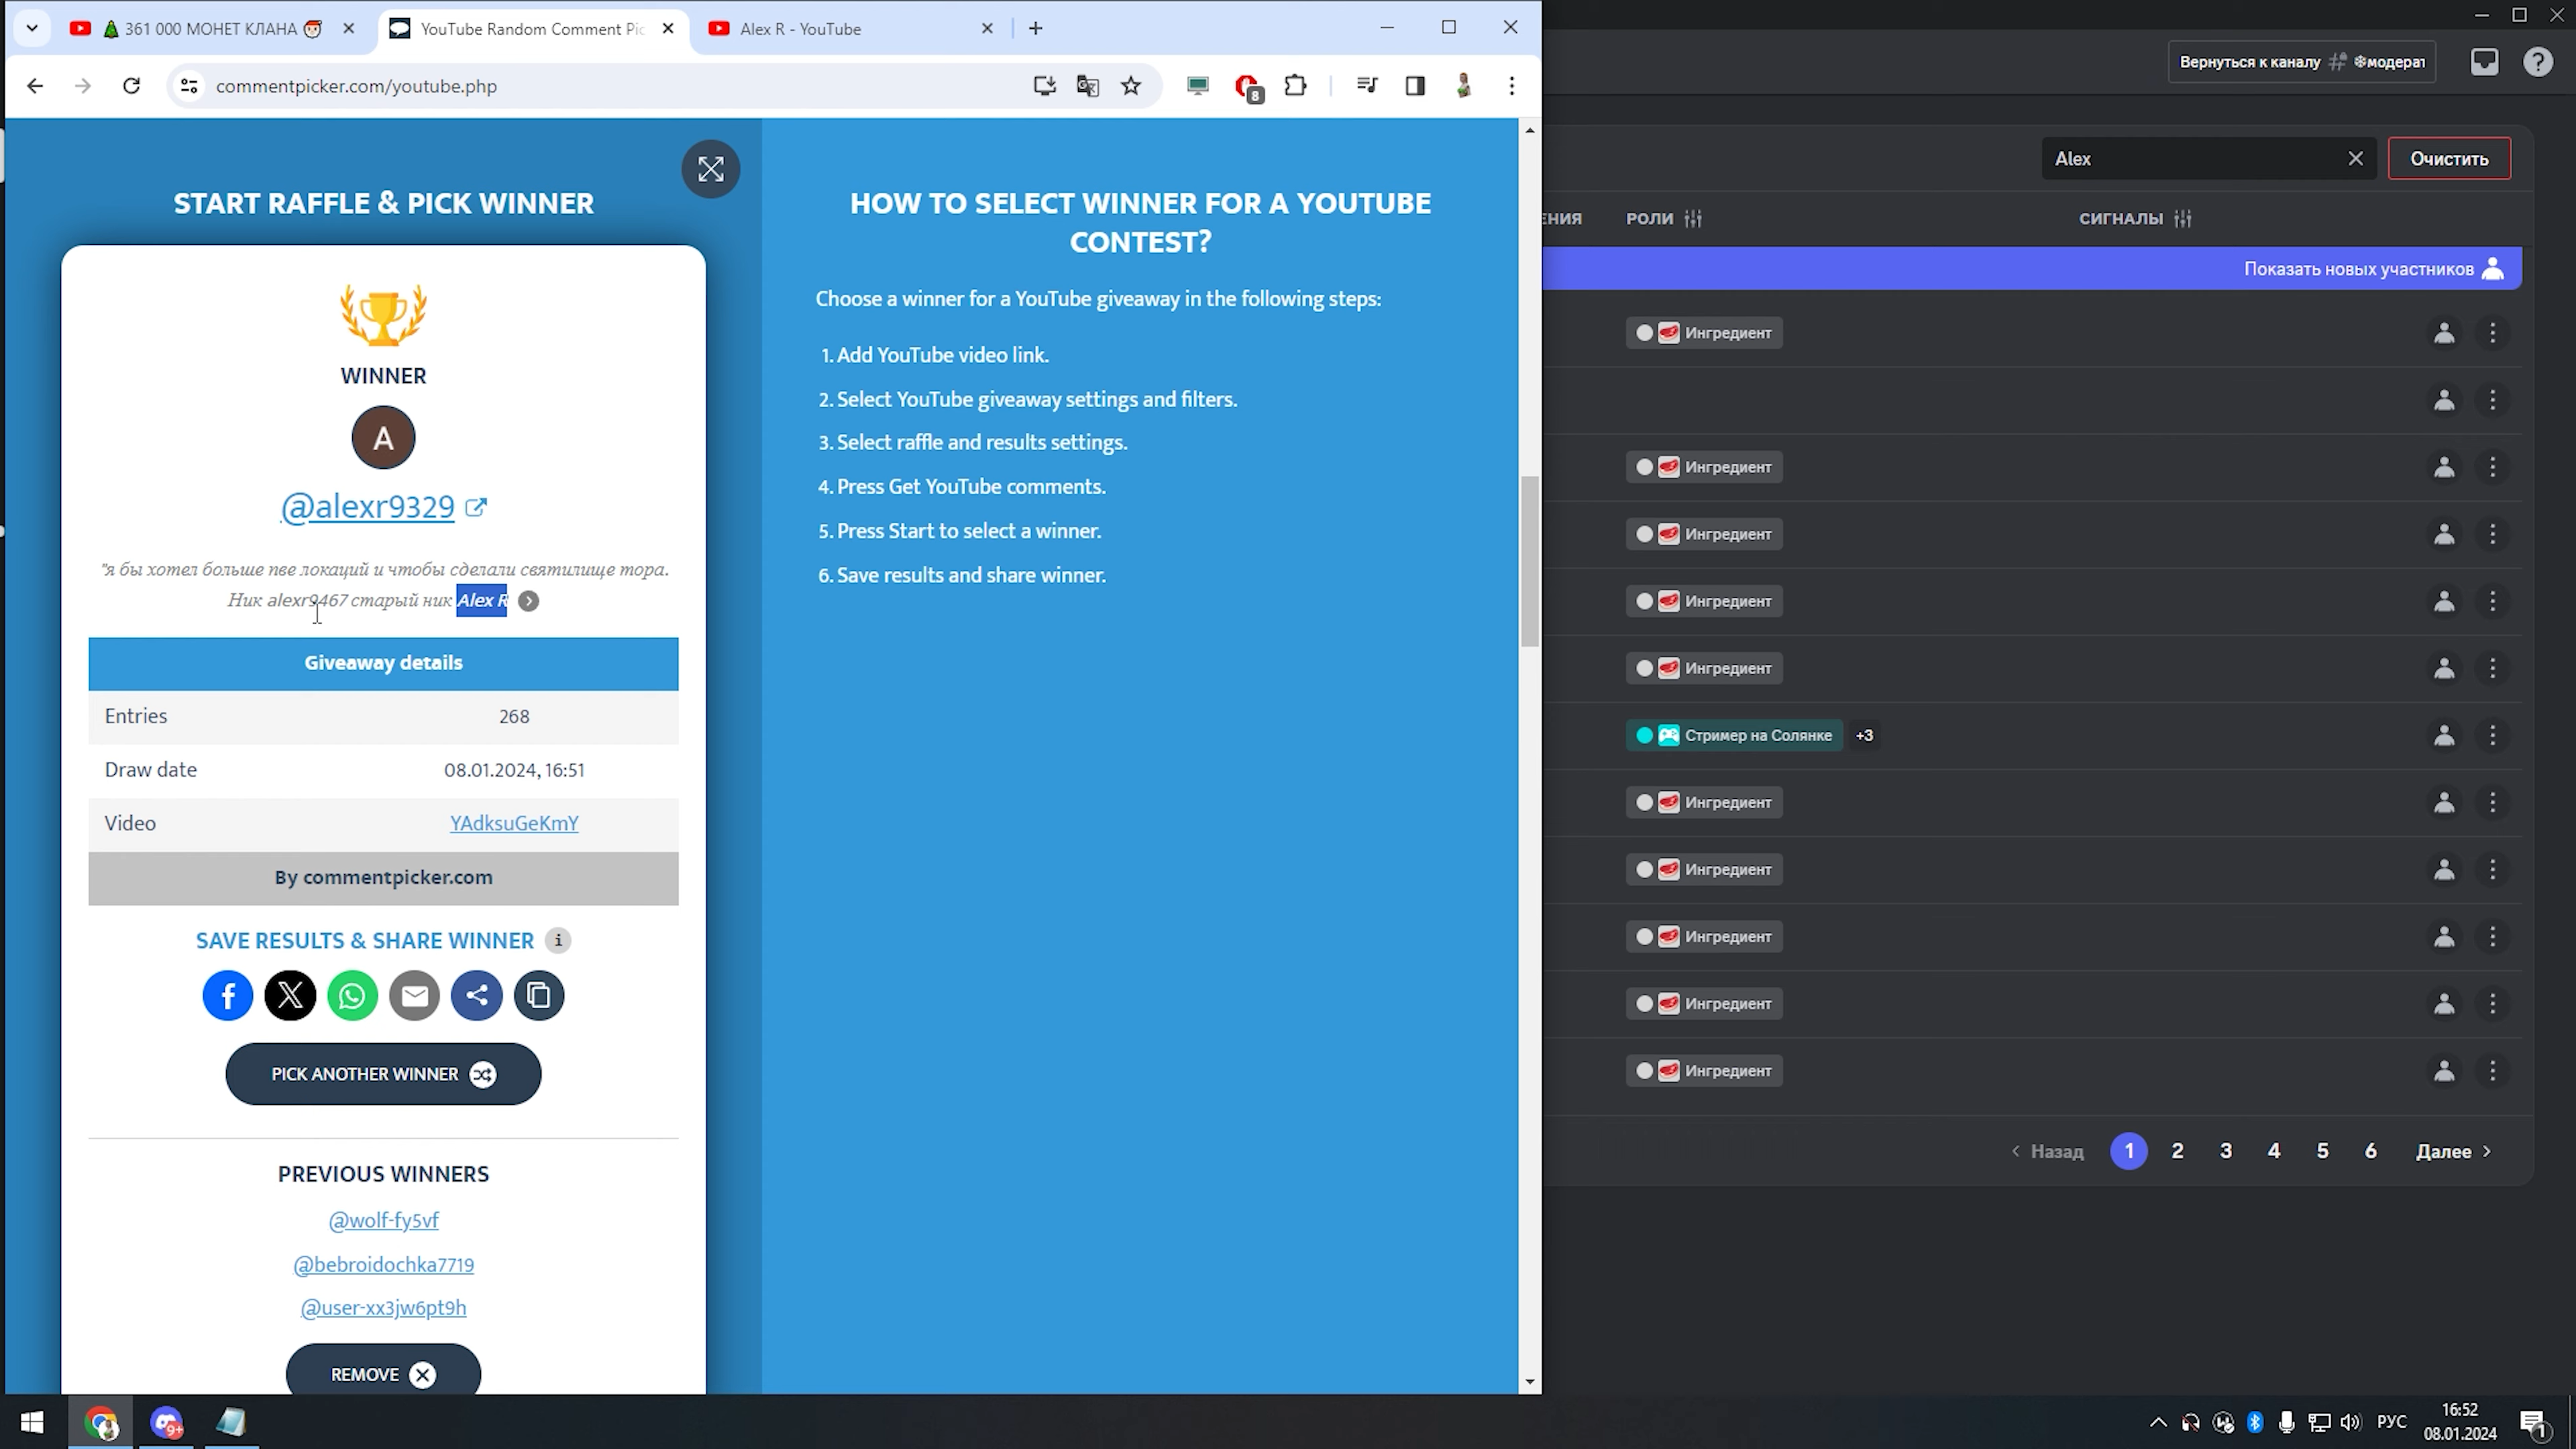 🎄 361 000 МОНЕТ КЛАНА 🎅
YouTube Random Comment Pic
Alex R - YouTube
commentpicker.com/youtube.php
8
START RAFFLE & PICK WINNER
WINNER
A
@alexr9329
"я бы хотел больше пве локаций и чтобы сделали святилище тора.
Ник alexr9467 старый ник Alex R
Giveaway details
Entries 268
Draw date 08.01.2024, 16:51
Video YAdksuGeKmY
By commentpicker.com
SAVE RESULTS & SHARE WINNER i
PICK ANOTHER WINNER
PREVIOUS WINNERS
@wolf-fy5vf
@bebroidochka7719
@user-xx3jw6pt9h
REMOVE
HOW TO SELECT WINNER FOR A YOUTUBE
CONTEST?
Choose a winner for a YouTube giveaway in the following steps:
1. Add YouTube video link.
2. Select YouTube giveaway settings and filters.
3. Select raffle and results settings.
4. Press Get YouTube comments.
5. Press Start to select a winner.
6. Save results and share winner.
Вернуться к каналу ❄модерат
Alex
Очистить
ЕНИЯ РОЛИ СИГНАЛЫ
Показать новых участников
Ингредиент
Ингредиент
Ингредиент
Ингредиент
Ингредиент
Стример на Солянке +3
Ингредиент
Ингредиент
Ингредиент
Ингредиент
Ингредиент
Назад 1 2 3 4 5 6 Далее
9+
РУС
16:52
08.01.2024
1